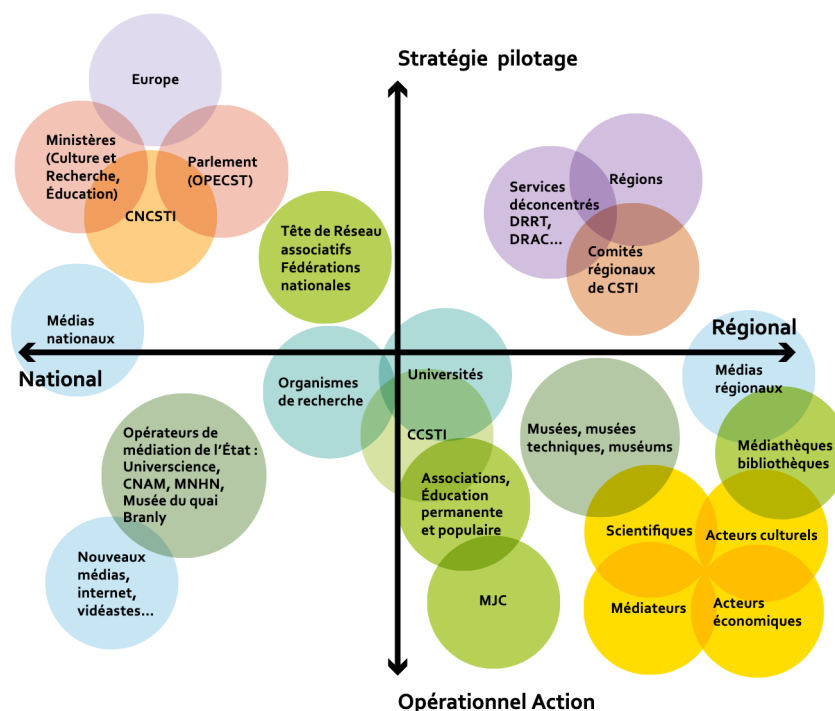 Stratégie pilotage
Europe
Ministères
(Culture et
Recherche,
Éducation)
Parlement
(OPECST)
CNCSTI
Tête de Réseau
associatifs
Fédérations
nationales
Services
déconcentrés
DRRT,
DRAC...
Régions
Comités
régionaux
de CSTI
Médias
nationaux
Régional
National
Organismes
de recherche
Universités
Médias
régionaux
CCSTI
Musées, musées
techniques, muséums
Médiathèques
bibliothèques
Opérateurs de
médiation de l’État :
Universcience,
CNAM, MNHN,
Musée du quai
Branly
Associations,
Éducation
permanente
et populaire
Scientifiques
Acteurs culturels
Nouveaux
médias,
internet,
vidéastes...
MJC
Médiateurs
Acteurs
économiques
Opérationnel Action